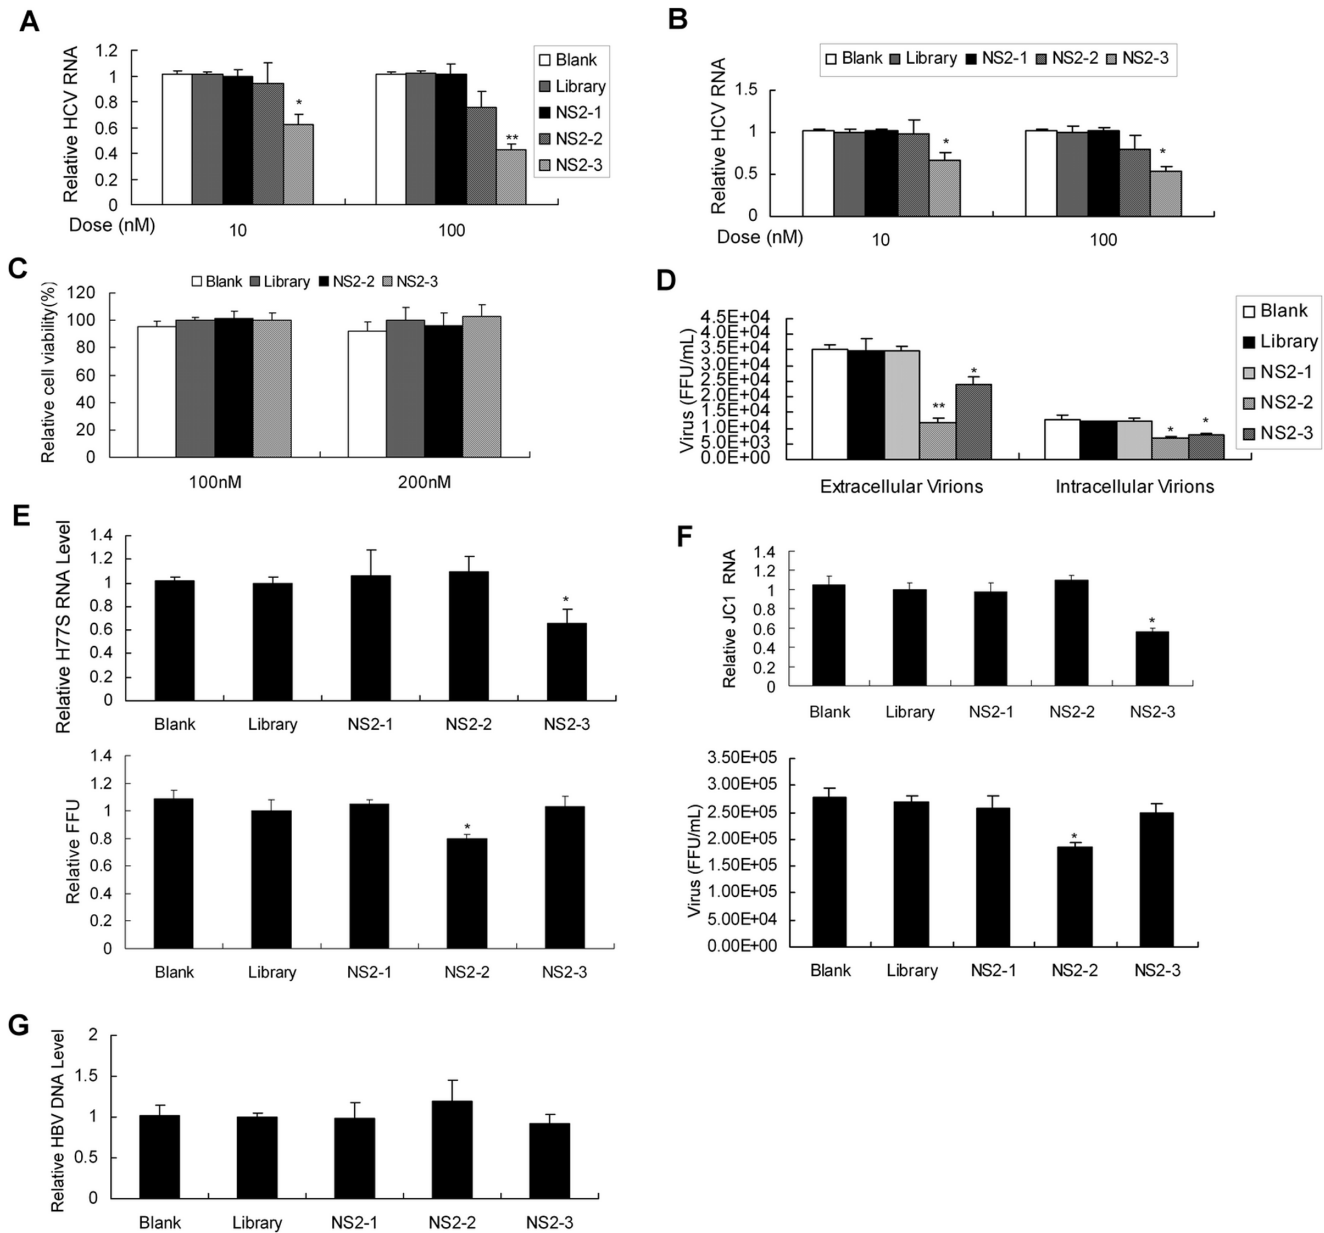 A
Relative HCV RNA
1.2
1
0.8
0.6
0.4
0.2
0
*
**
Blank
Library
NS2-1
NS2-2
NS2-3
Dose (nM)
10
100
B
Blank Library NS2-1 NS2-2 NS2-3
Relative HCV RNA
1.5
1
0.5
0
*
*
Dose (nM)
10
100
C
Blank Library NS2-2 NS2-3
Relative cell viability(%)
120
100
80
60
40
20
0
100nM
200nM
D
Virus (FFU/mL)
4.5E+04
4.0E+04
3.5E+04
3.0E+04
2.5E+04
2.0E+04
1.5E+04
1.0E+04
5.0E+03
0.0E+00
**
*
*
*
Blank
Library
NS2-1
NS2-2
NS2-3
Extracellular Virions
Intracellular Virions
E
Relative H77S RNA Level
1.4
1.2
1
0.8
0.6
0.4
0.2
0
*
Blank Library NS2-1 NS2-2 NS2-3
Relative FFU
1.4
1.2
1
0.8
0.6
0.4
0.2
0
*
Blank Library NS2-1 NS2-2 NS2-3
F
Relative JC1 RNA
1.4
1.2
1
0.8
0.6
0.4
0.2
0
*
Blank Library NS2-1 NS2-2 NS2-3
Virus (FFU/mL)
3.50E+05
3.00E+05
2.50E+05
2.00E+05
1.50E+05
1.00E+05
5.00E+04
0.00E+00
*
Blank Library NS2-1 NS2-2 NS2-3
G
Relative HBV DNA Level
2
1.5
1
0.5
0
Blank Library NS2-1 NS2-2 NS2-3